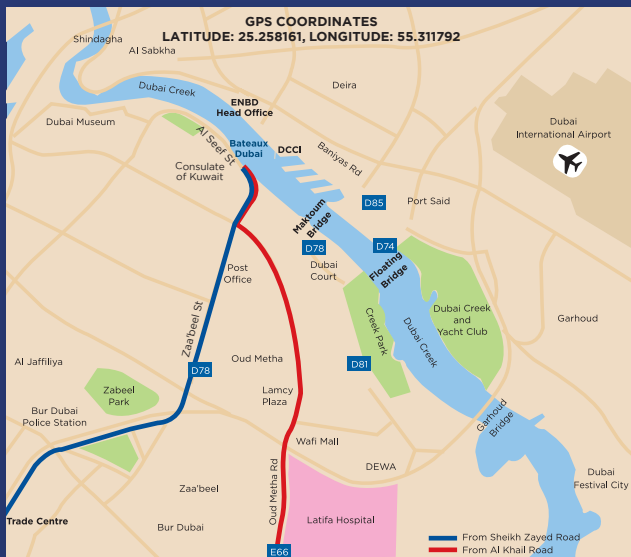 GPS COORDINATES
LATITUDE: 25.258161, LONGITUDE: 55.311792
Shindagha
Al Sabkha
Dubai Creek
Deira
ENBD
Head Office
Dubai Museum
Al Seef St
Bateaux
Dubai
DCCI
Baniyas Rd
Dubai
International Airport
Consulate
of Kuwait
D85
Port Said
Maktoum
Bridge
D78
D74
Floating
Bridge
Post
Office
Dubai
Court
Zaa'beel St
Creek Park
Dubai Creek
Dubai Creek
and
Yacht Club
Garhoud
Al Jaffiliya
Oud Metha
D78
D81
Zabeel
Park
Lamcy
Plaza
Bur Dubai
Police Station
Garhoud
Bridge
Wafi Mall
DEWA
Oud Metha Rd
Dubai
Festival City
Zaa'beel
Trade Centre
Bur Dubai
Latifa Hospital
E66
From Sheikh Zayed Road
From Al Khail Road